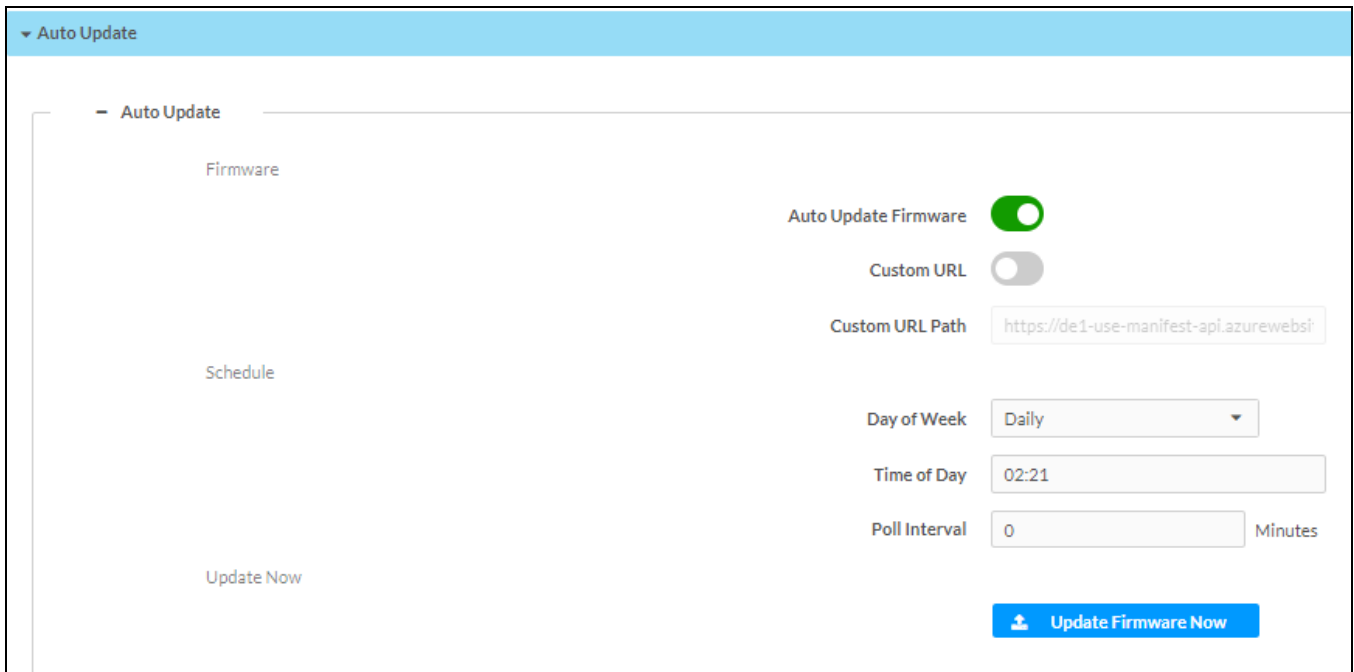 Auto Update
Auto Update
Firmware
Auto Update Firmware
Custom URL
Custom URL Path https://de1-use-manifest-api.azurewebsi
Schedule
Day of Week Daily
Time of Day 02:21
Poll Interval 0 Minutes
Update Now
Update Firmware Now